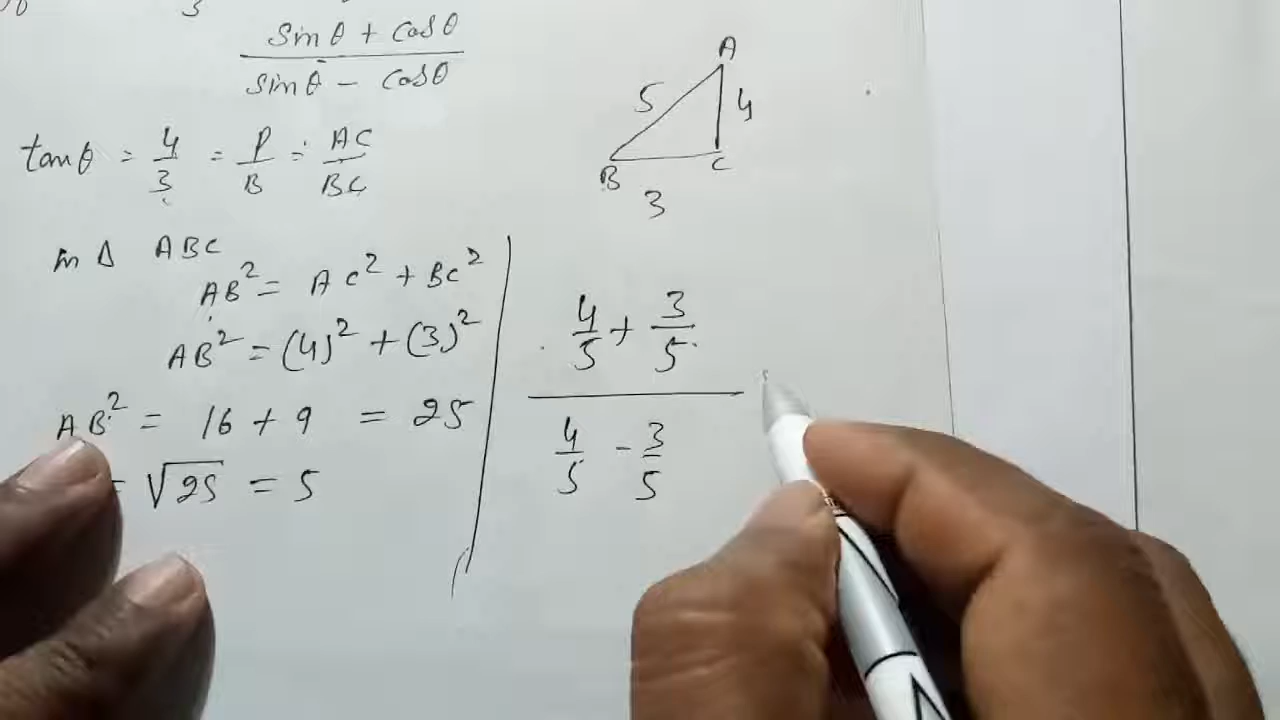 3
sinθ + cosθ
sinθ - cosθ
tanθ = 4/3 = P/B = AC/BC
in Δ ABC
AB² = AC² + BC²
AB² = (4)² + (3)²
AB² = 16 + 9 = 25
= √25 = 5
A
5
4
B
C
3
4/5 + 3/5
4/5 - 3/5